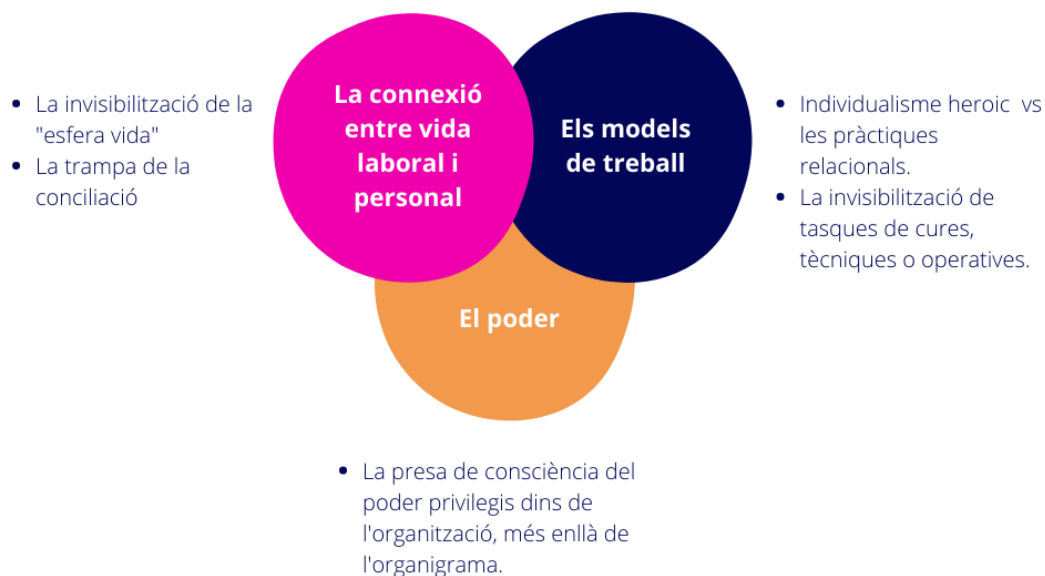 La connexió
entre vida
laboral i
personal
Els models
de treball
El poder
• La invisibilització de la
"esfera vida"
• La trampa de la
conciliació
• Individualisme heroic  vs
les pràctiques
relacionals.
• La invisibilització de
tasques de cures,
tècniques o operatives.
• La presa de consciència del
poder privilegis dins de
l'organització, més enllà de
l'organigrama.